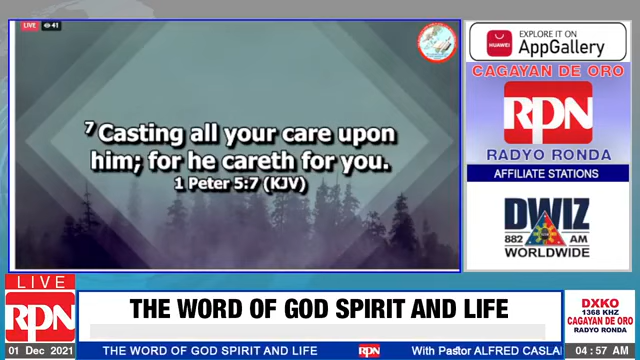 LIVE 41
7 Casting all your care upon
him; for he careth for you.
1 Peter 5:7 (KJV)
EXPLORE IT ON
HUAWEI AppGallery
CAGAYAN DE ORO
RPN
RADYO RONDA
AFFILIATE STATIONS
DWIZ
882 AM
WORLDWIDE
LIVE
RPN
THE WORD OF GOD SPIRIT AND LIFE
DXKO
1368 KHZ
CAGAYAN DE ORO
RADYO RONDA
01 Dec 2021 THE WORD OF GOD SPIRIT AND LIFE RPN With Pastor ALFRED CASLA 04:57 AM